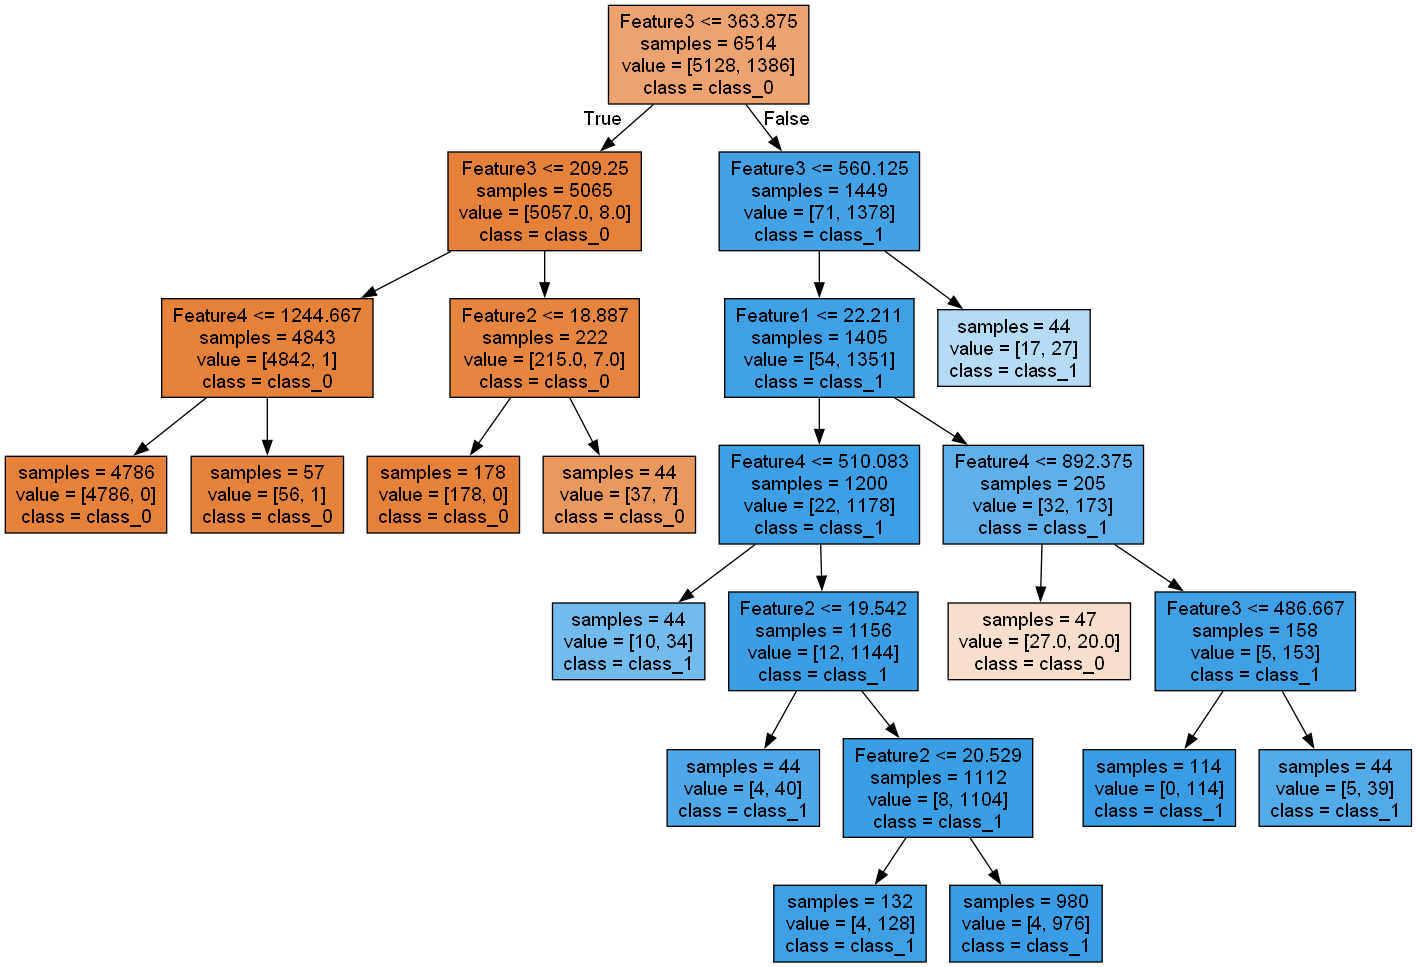 Feature3 <= 363.875
samples = 6514
value = [5128, 1386]
class = class_0
True
False
Feature3 <= 209.25
samples = 5065
value = [5057.0, 8.0]
class = class_0
Feature3 <= 560.125
samples = 1449
value = [71, 1378]
class = class_1
Feature4 <= 1244.667
samples = 4843
value = [4842, 1]
class = class_0
Feature2 <= 18.887
samples = 222
value = [215.0, 7.0]
class = class_0
Feature1 <= 22.211
samples = 1405
value = [54, 1351]
class = class_1
samples = 44
value = [17, 27]
class = class_1
samples = 4786
value = [4786, 0]
class = class_0
samples = 57
value = [56, 1]
class = class_0
samples = 178
value = [178, 0]
class = class_0
samples = 44
value = [37, 7]
class = class_0
Feature4 <= 510.083
samples = 1200
value = [22, 1178]
class = class_1
Feature4 <= 892.375
samples = 205
value = [32, 173]
class = class_1
samples = 44
value = [10, 34]
class = class_1
Feature2 <= 19.542
samples = 1156
value = [12, 1144]
class = class_1
samples = 47
value = [27.0, 20.0]
class = class_0
Feature3 <= 486.667
samples = 158
value = [5, 153]
class = class_1
samples = 44
value = [4, 40]
class = class_1
Feature2 <= 20.529
samples = 1112
value = [8, 1104]
class = class_1
samples = 114
value = [0, 114]
class = class_1
samples = 44
value = [5, 39]
class = class_1
samples = 132
value = [4, 128]
class = class_1
samples = 980
value = [4, 976]
class = class_1